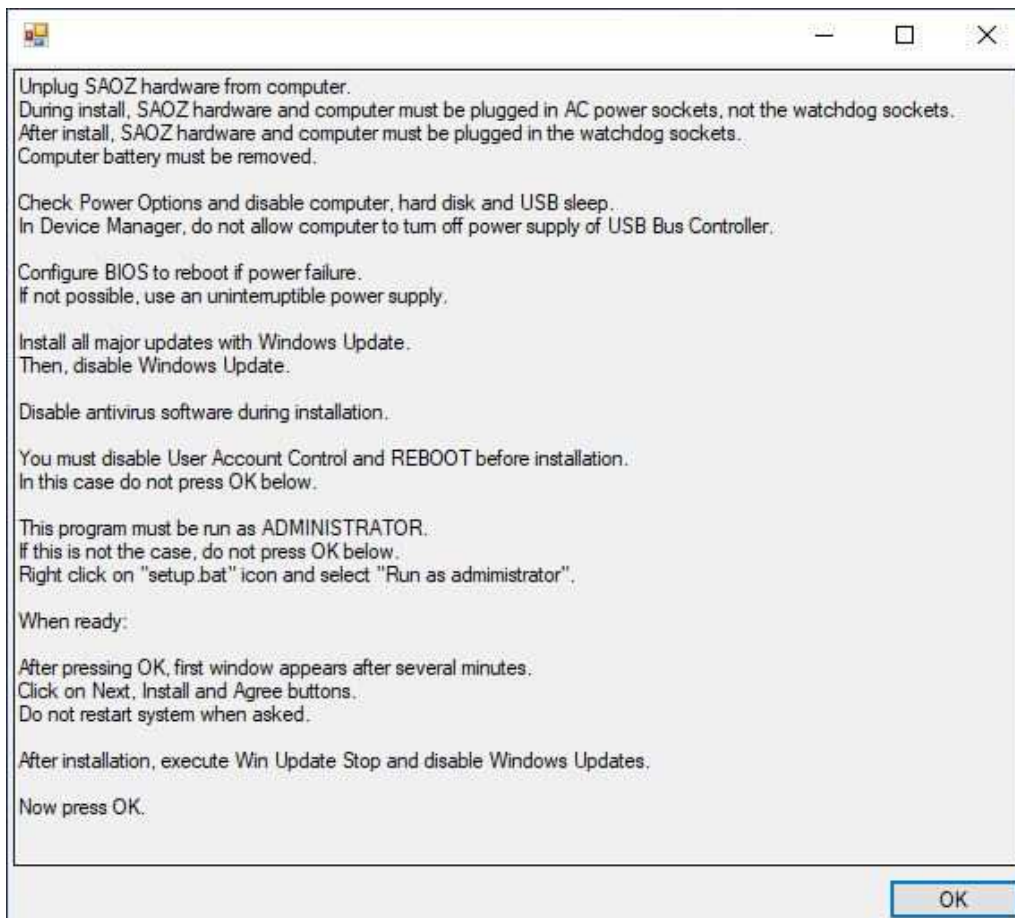 Unplug SAOZ hardware from computer.
During install, SAOZ hardware and computer must be plugged in AC power sockets, not the watchdog sockets.
After install, SAOZ hardware and computer must be plugged in the watchdog sockets.
Computer battery must be removed.
Check Power Options and disable computer, hard disk and USB sleep.
In Device Manager, do not allow computer to turn off power supply of USB Bus Controller.
Configure BIOS to reboot if power failure.
If not possible, use an uninterruptible power supply.
Install all major updates with Windows Update.
Then, disable Windows Update.
Disable antivirus software during installation.
You must disable User Account Control and REBOOT before installation.
In this case do not press OK below.
This program must be run as ADMINISTRATOR.
If this is not the case, do not press OK below.
Right click on "setup.bat" icon and select "Run as admimistrator".
When ready:
After pressing OK, first window appears after several minutes.
Click on Next, Install and Agree buttons.
Do not restart system when asked.
After installation, execute Win Update Stop and disable Windows Updates.
Now press OK.
OK